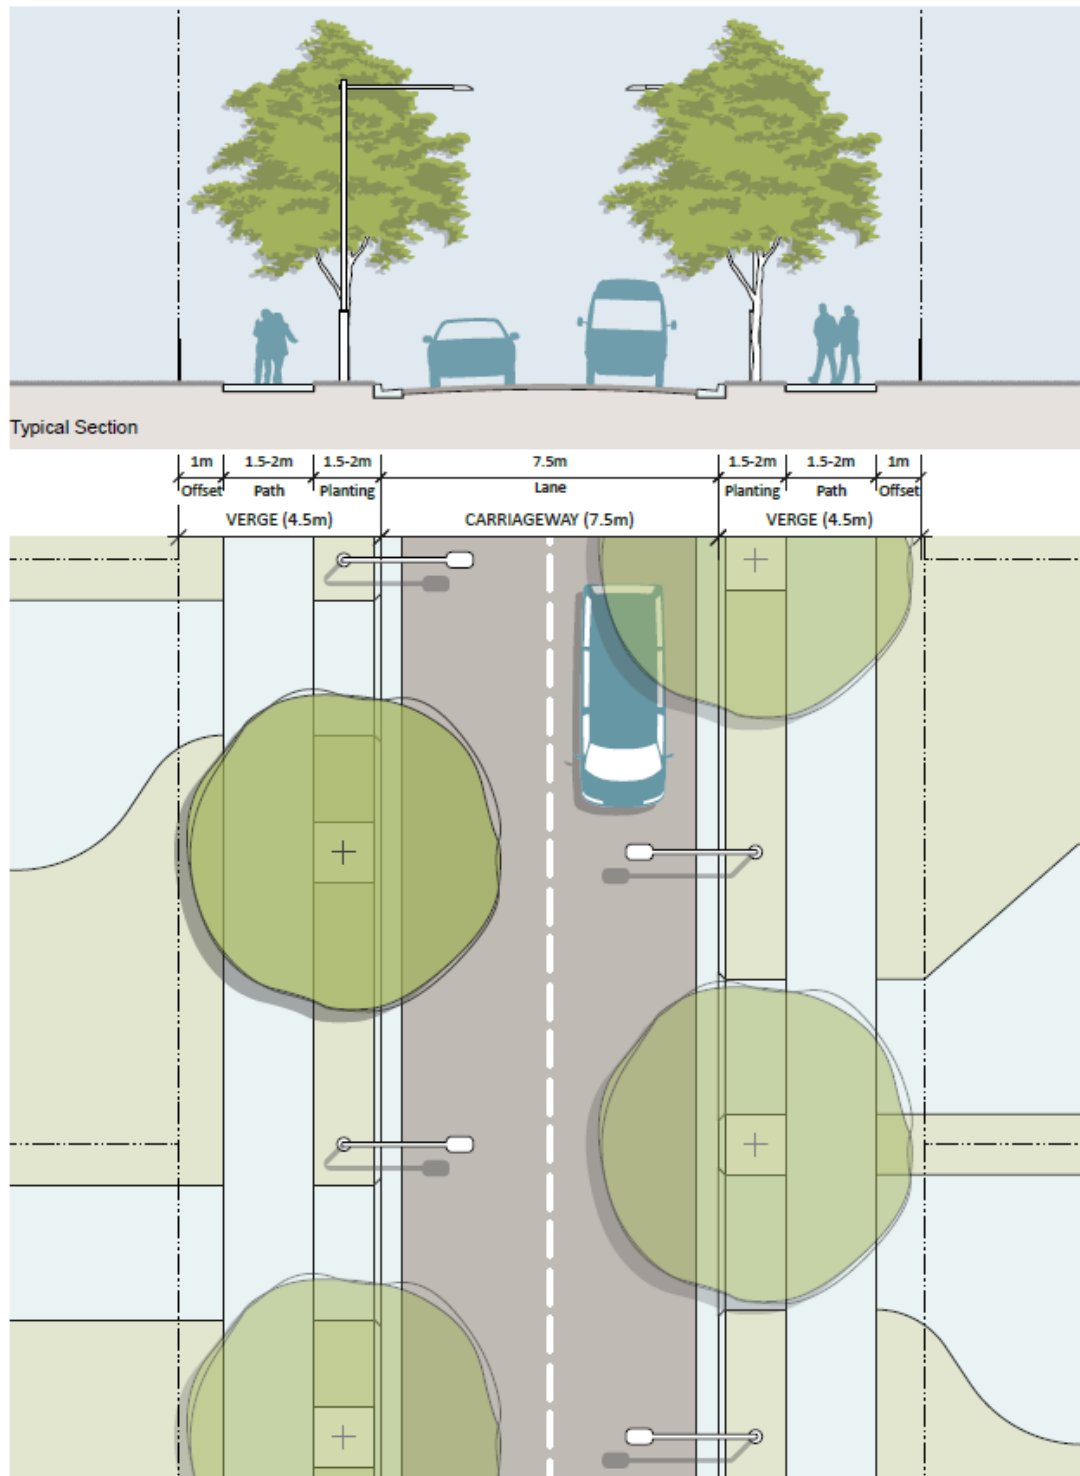 Typical Section
1m 1.5-2m 1.5-2m 7.5m 1.5-2m 1.5-2m 1m
Offset Path Planting Lane Planting Path Offset
VERGE (4.5m) CARRIAGEWAY (7.5m) VERGE (4.5m)